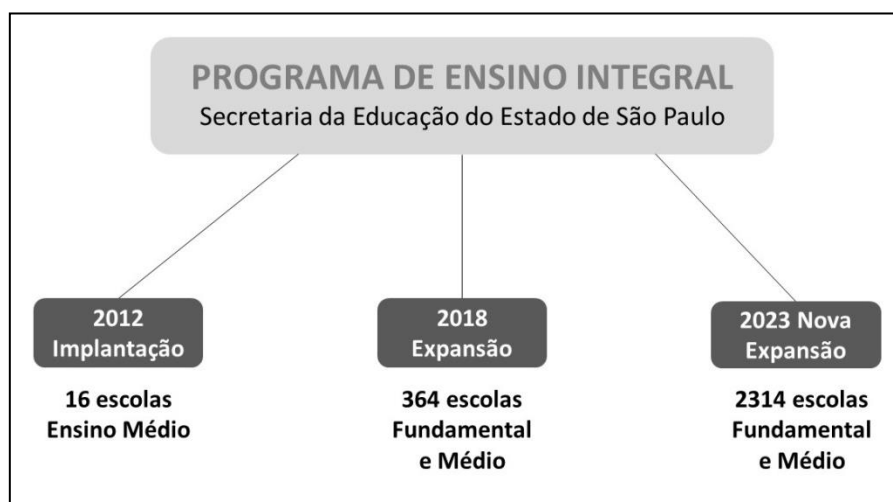 PROGRAMA DE ENSINO INTEGRAL
Secretaria da Educação do Estado de São Paulo
2012
Implantação
16 escolas
Ensino Médio
2018
Expansão
364 escolas
Fundamental
e Médio
2023 Nova
Expansão
2314 escolas
Fundamental
e Médio